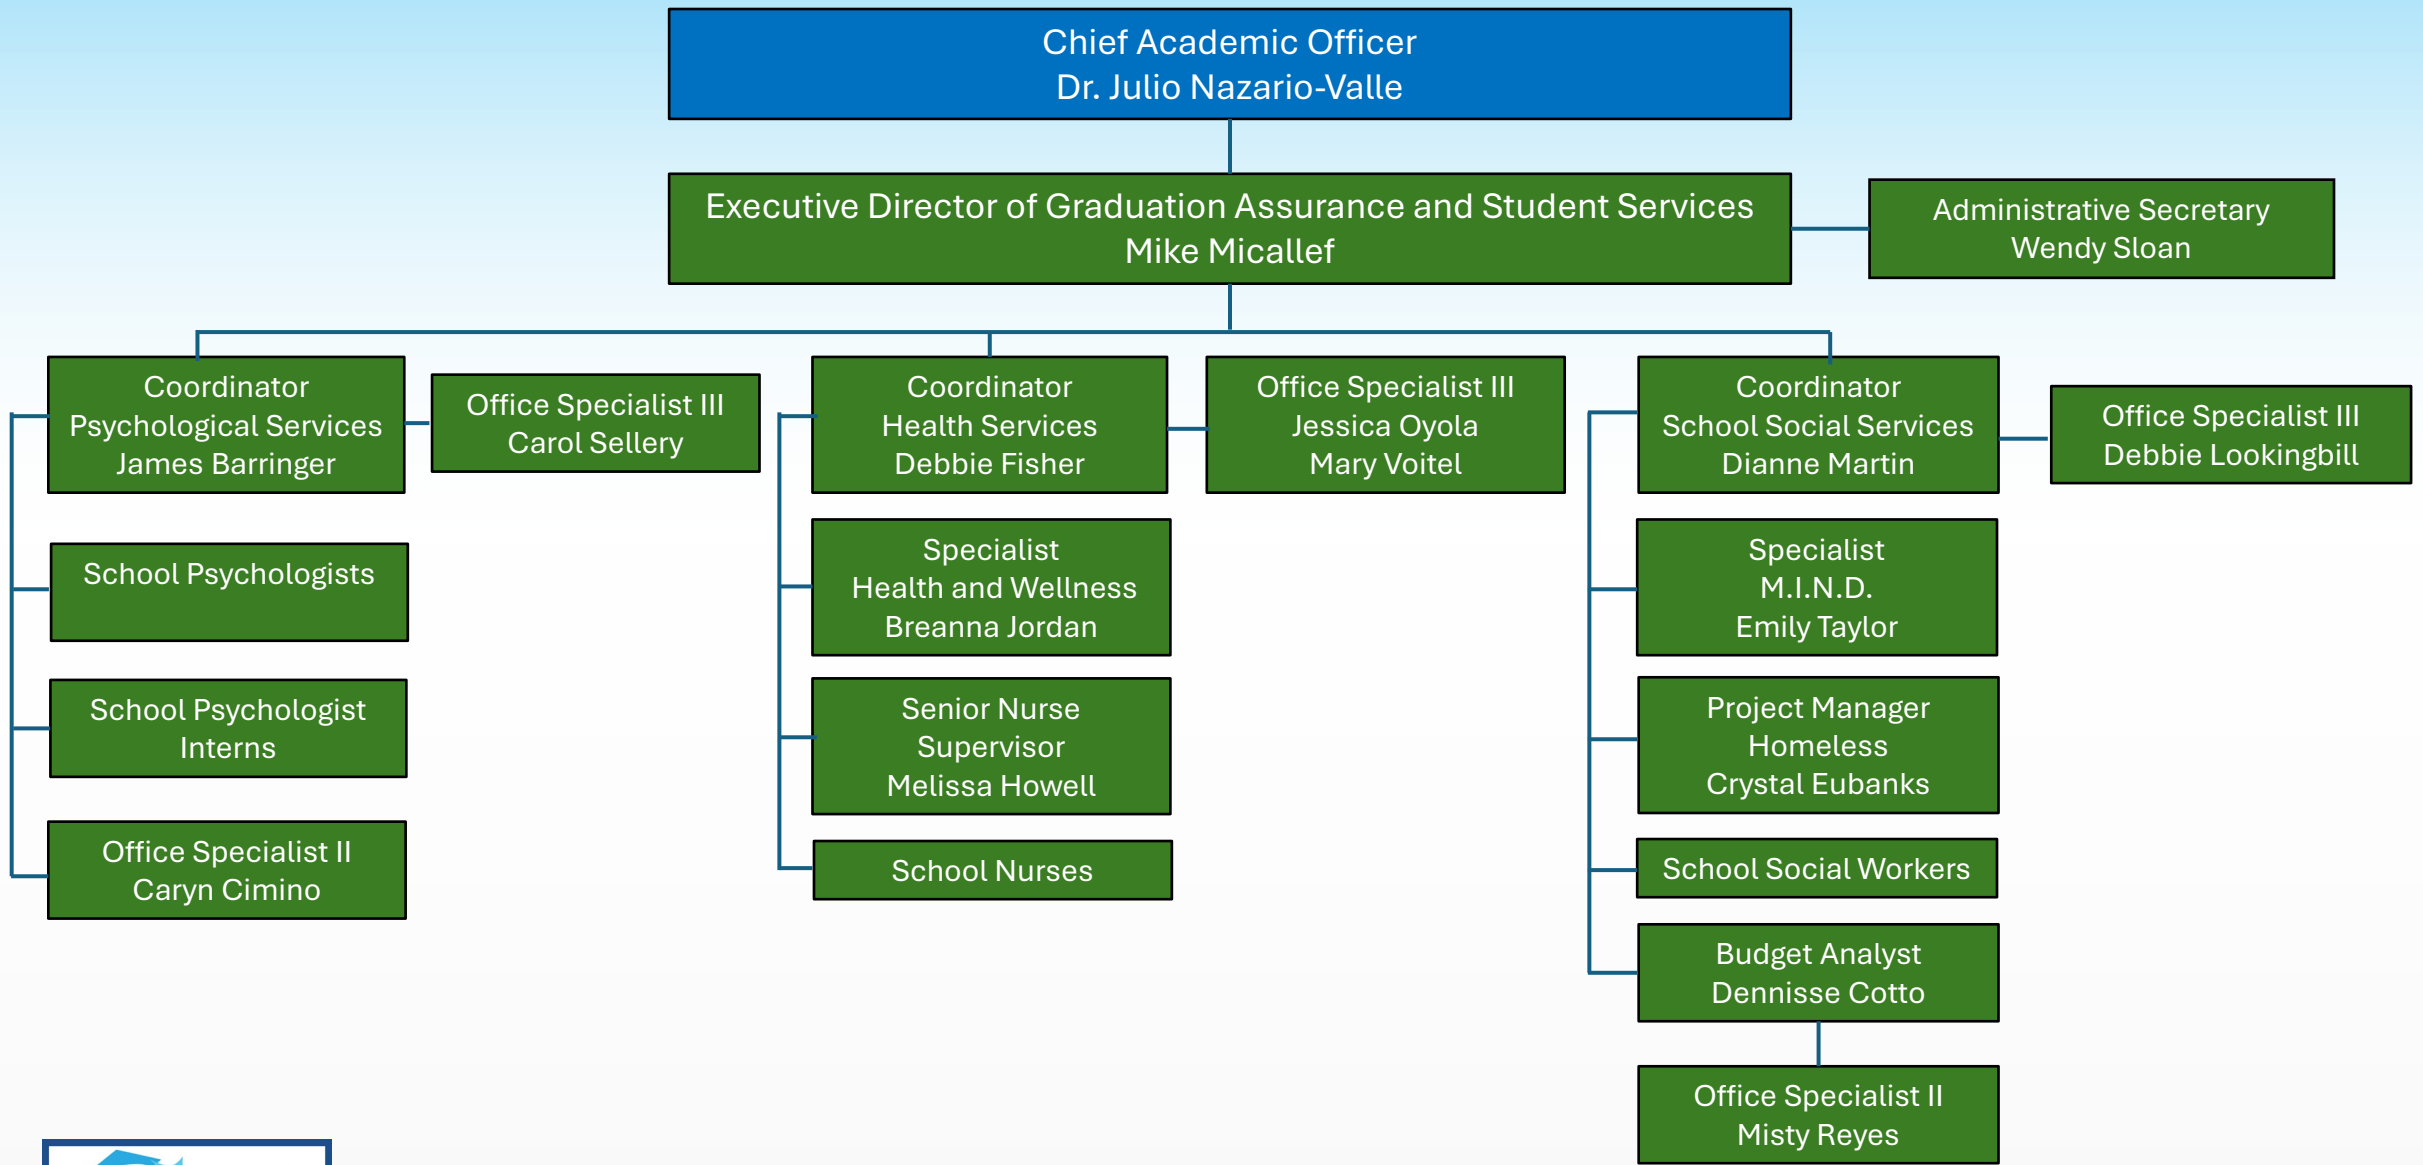 Chief Academic Officer
Dr. Julio Nazario-Valle
Executive Director of Graduation Assurance and Student Services
Mike Micallef
Administrative Secretary
Wendy Sloan
Coordinator
Psychological Services
James Barringer
Office Specialist III
Carol Sellery
Coordinator
Health Services
Debbie Fisher
Office Specialist III
Jessica Oyola
Mary Voitel
Coordinator
School Social Services
Dianne Martin
Office Specialist III
Debbie Lookingbill
School Psychologists
School Psychologist
Interns
Office Specialist II
Caryn Cimino
Specialist
Health and Wellness
Breanna Jordan
Senior Nurse
Supervisor
Melissa Howell
School Nurses
Specialist
M.I.N.D.
Emily Taylor
Project Manager
Homeless
Crystal Eubanks
School Social Workers
Budget Analyst
Dennisse Cotto
Office Specialist II
Misty Reyes